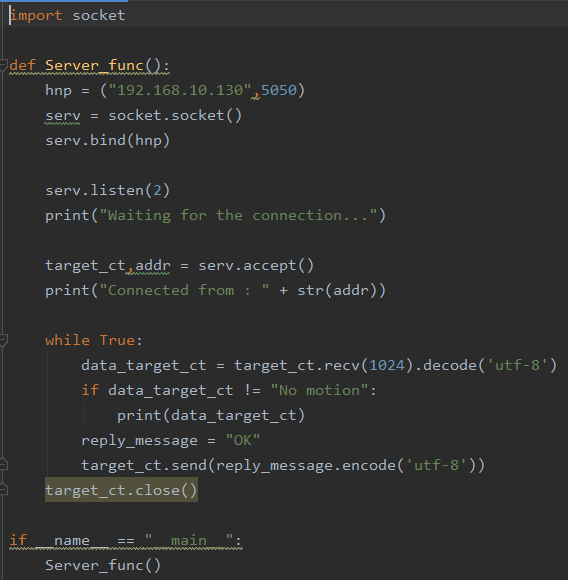 import socket
def Server_func():
    hnp = ("192.168.10.130",5050)
    serv = socket.socket()
    serv.bind(hnp)
    serv.listen(2)
    print("Waiting for the connection...")
    target_ct,addr = serv.accept()
    print("Connected from : " + str(addr))
    while True:
        data_target_ct = target_ct.recv(1024).decode('utf-8')
        if data_target_ct != "No motion":
            print(data_target_ct)
        reply_message = "OK"
        target_ct.send(reply_message.encode('utf-8'))
    target_ct.close()
if __name__ == "__main__":
    Server_func()